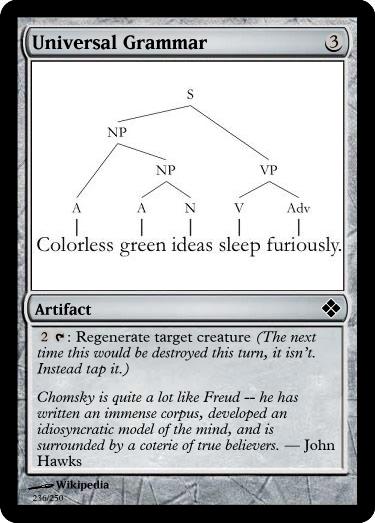 Universal Grammar 3
S
NP
NP VP
A A N V Adv
Colorless green ideas sleep furiously.
Artifact
2 : Regenerate target creature (The next
time this would be destroyed this turn, it isn't.
Instead tap it.)
Chomsky is quite a lot like Freud -- he has
written an immense corpus, developed an
idiosyncratic model of the mind, and is
surrounded by a coterie of true believers. — John
Hawks
Wikipedia
236/250